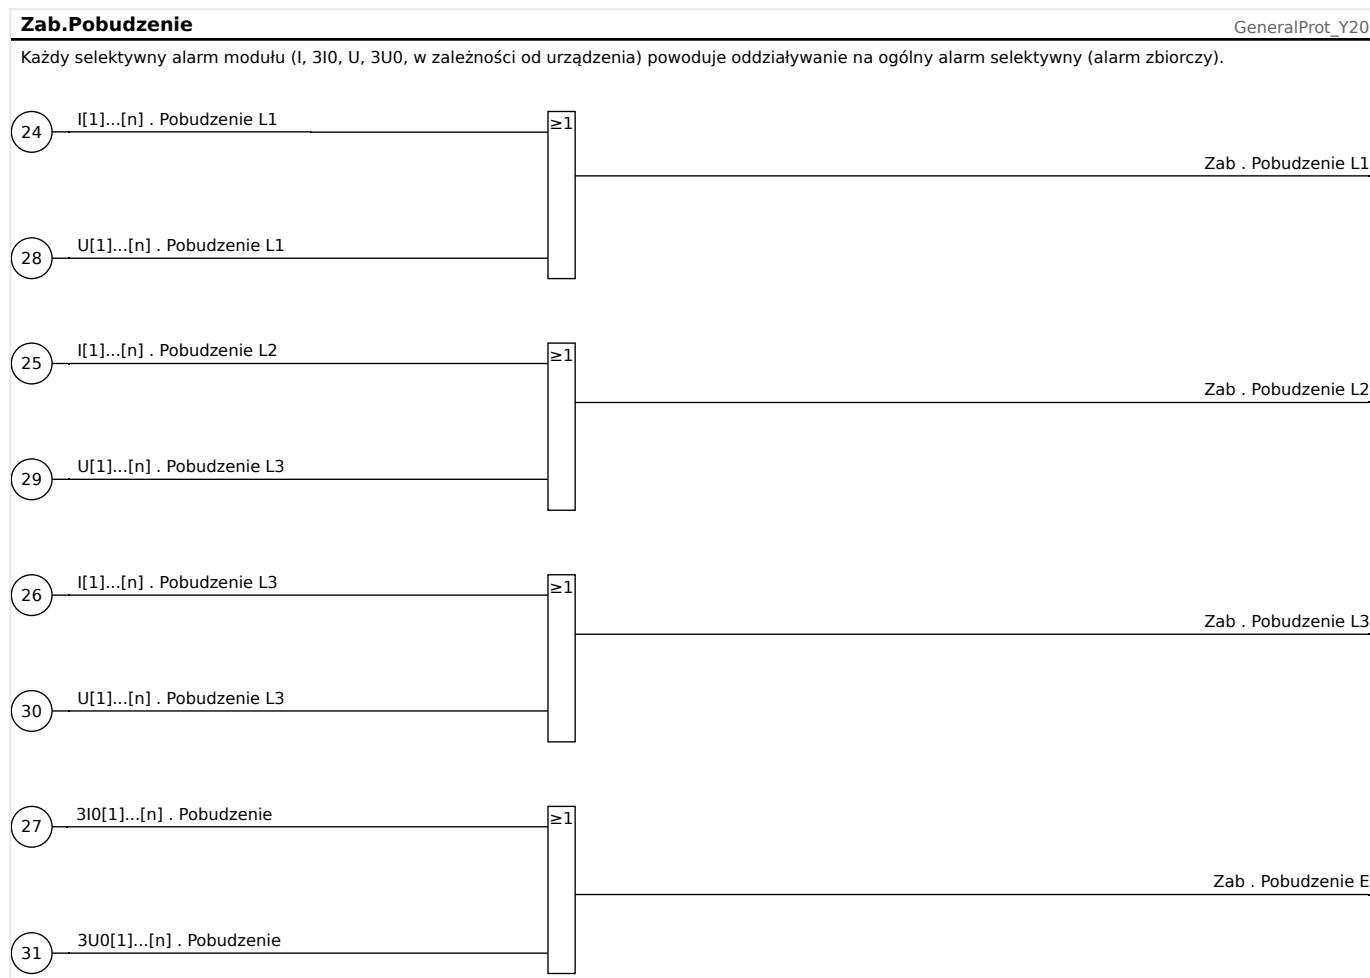 Zab.Pobudzenie
GeneralProt_Y20
Każdy selektywny alarm modułu (I, 3I0, U, 3U0, w zależności od urządzenia) powoduje oddziaływanie na ogólny alarm selektywny (alarm zbiorczy).
24
I[1]...[n] . Pobudzenie L1
≥1
Zab . Pobudzenie L1
28
U[1]...[n] . Pobudzenie L1
25
I[1]...[n] . Pobudzenie L2
≥1
Zab . Pobudzenie L2
29
U[1]...[n] . Pobudzenie L3
26
I[1]...[n] . Pobudzenie L3
≥1
Zab . Pobudzenie L3
30
U[1]...[n] . Pobudzenie L3
27
3I0[1]...[n] . Pobudzenie
≥1
Zab . Pobudzenie E
31
3U0[1]...[n] . Pobudzenie